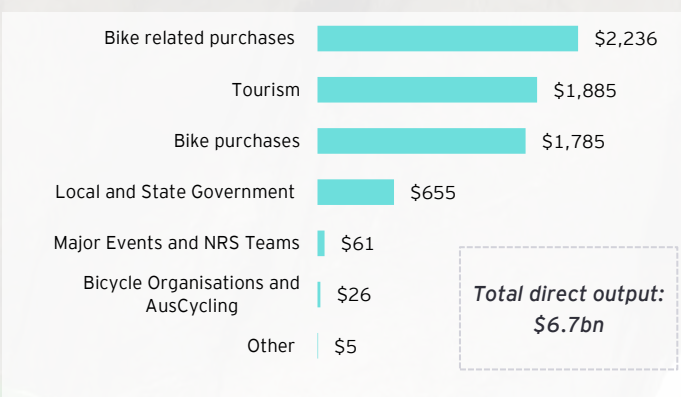 Bike related purchases $2,236
Tourism $1,885
Bike purchases $1,785
Local and State Government $655
Major Events and NRS Teams $61
Bicycle Organisations and
AusCycling
$26
Other $5
Total direct output:
$6.7bn